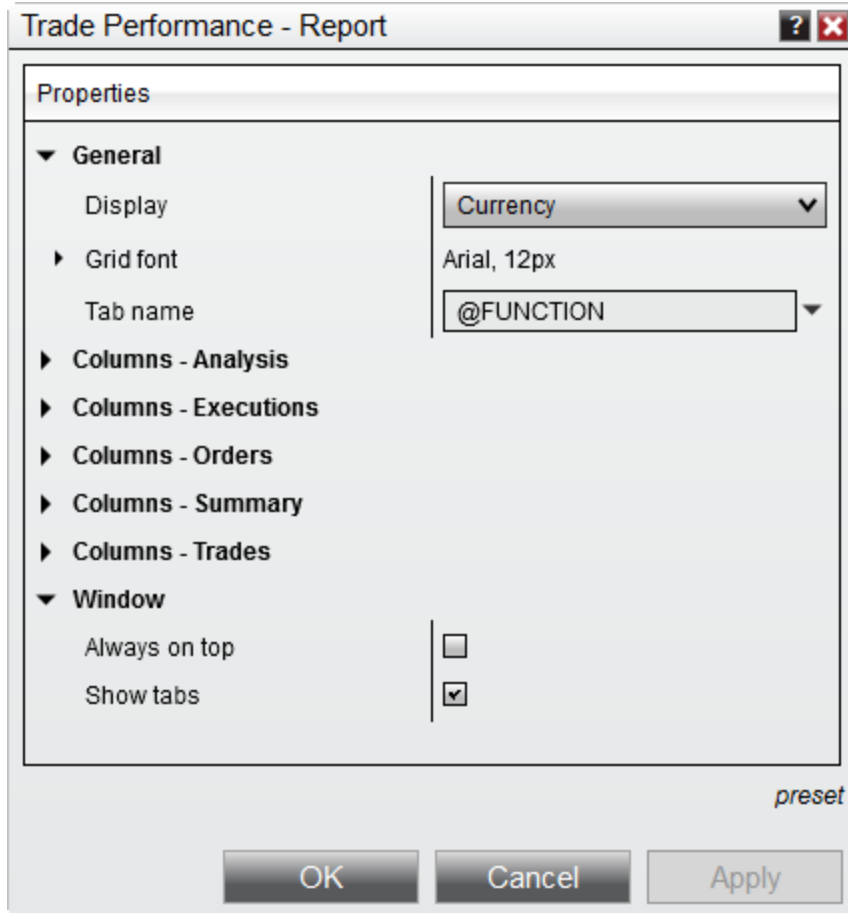 Trade Performance - Report ?
Properties
General
Display Currency
Grid font Arial, 12px
Tab name @FUNCTION
Columns - Analysis
Columns - Executions
Columns - Orders
Columns - Summary
Columns - Trades
Window
Always on top
Show tabs
preset
OK Cancel Apply